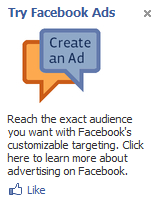 Try Facebook Ads
Create
an Ad
Reach the exact audience
you want with Facebook's
customizable targeting. Click
here to learn more about
advertising on Facebook.
Like